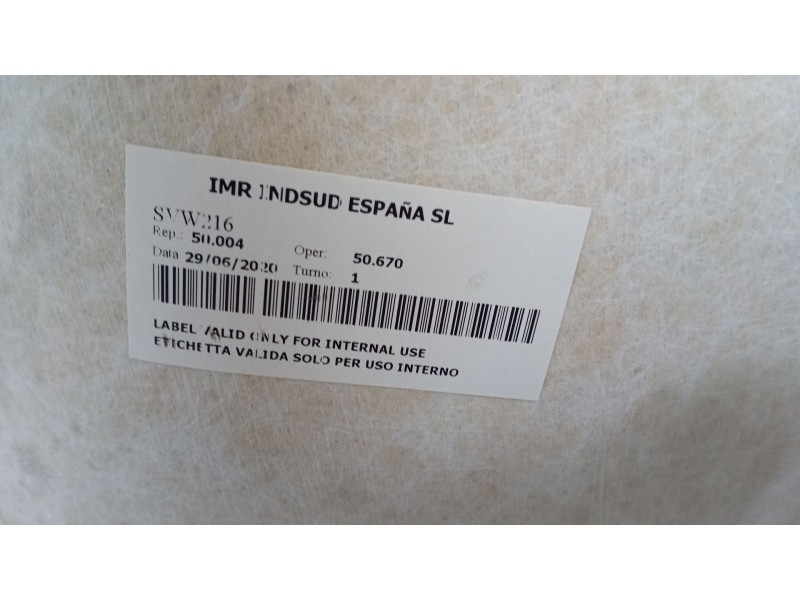 IMR INDSUD ESPAÑA SL
SVW216
Rep.: 50.004 Oper: 50.670
Data 29/06/2020 Turno: 1
LABEL VALID ONLY FOR INTERNAL USE
ETICHETTA VALIDA SOLO PER USO INTERNO